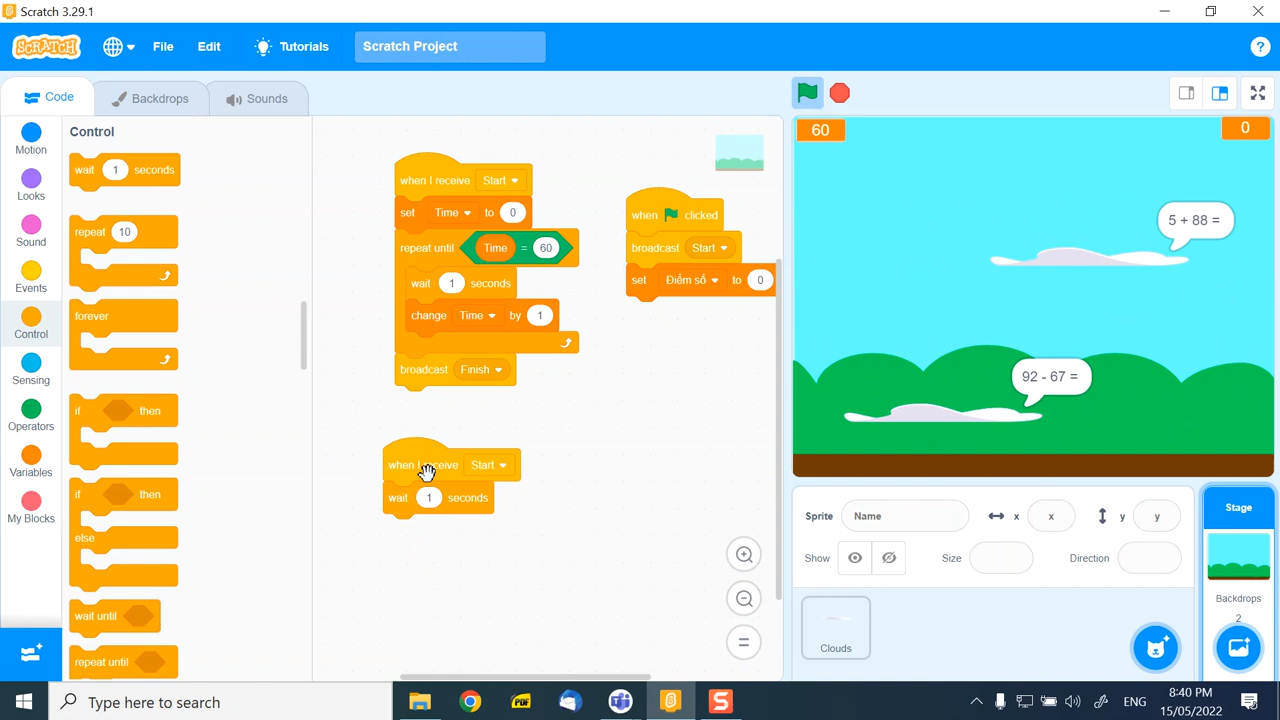 Scratch 3.29.1
SCRATCH File Edit Tutorials Scratch Project ?
Code Backdrops Sounds
Motion
Looks
Sound
Events
Control
Sensing
Operators
Variables
My Blocks
Control
wait 1 seconds
repeat 10
forever
if then
if then
else
wait until
repeat until
when I receive Start
set Time to 0
repeat until Time = 60
wait 1 seconds
change Time by 1
broadcast Finish
when clicked
broadcast Start
set Điểm số to 0
when I receive Start
wait 1 seconds
60 0
5 + 88 =
92 - 67 =
Sprite Name x x y y
Show Size Direction
Clouds
Stage
Backdrops
2
Type here to search
PDF
S
ENG
8:40 PM
15/05/2022